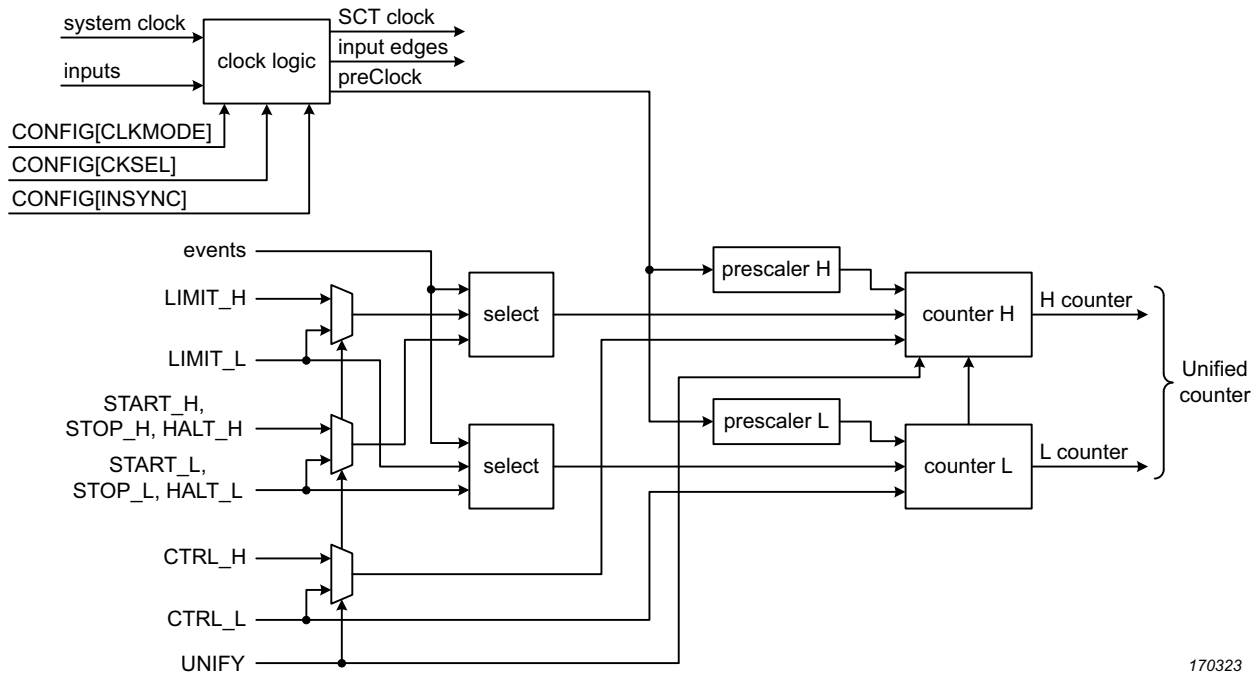 system clock
inputs
clock logic
SCT clock
input edges
preClock
CONFIG[CLKMODE]
CONFIG[CKSEL]
CONFIG[INSYNC]
events
LIMIT_H
LIMIT_L
START_H,
STOP_H, HALT_H
START_L,
STOP_L, HALT_L
CTRL_H
CTRL_L
UNIFY
select
select
prescaler H
prescaler L
counter H
counter L
H counter
L counter
Unified
counter
170323